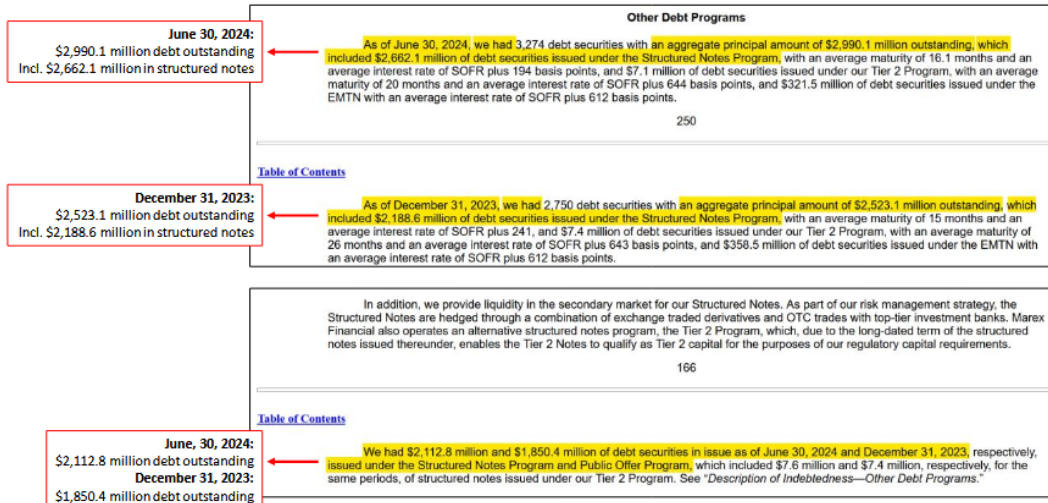 Other Debt Programs
June 30, 2024:
$2,990.1 million debt outstanding
Incl. $2,662.1 million in structured notes
As of June 30, 2024, we had 3,274 debt securities with an aggregate principal amount of $2,990.1 million outstanding, which
included $2,662.1 million of debt securities issued under the Structured Notes Program, with an average maturity of 16.1 months and an
average interest rate of SOFR plus 194 basis points, and $7.1 million of debt securities issued under our Tier 2 Program, with an average
maturity of 20 months and an average interest rate of SOFR plus 644 basis points, and $321.5 million of debt securities issued under the
EMTN with an average interest rate of SOFR plus 612 basis points.
250
Table of Contents
December 31, 2023:
$2,523.1 million debt outstanding
Incl. $2,188.6 million in structured notes
As of December 31, 2023, we had 2,750 debt securities with an aggregate principal amount of $2,523.1 million outstanding, which
included $2,188.6 million of debt securities issued under the Structured Notes Program, with an average maturity of 15 months and an
average interest rate of SOFR plus 241, and $7.4 million of debt securities issued under our Tier 2 Program, with an average maturity of
26 months and an average interest rate of SOFR plus 643 basis points, and $358.5 million of debt securities issued under the EMTN with
an average interest rate of SOFR plus 612 basis points.
In addition, we provide liquidity in the secondary market for our Structured Notes. As part of our risk management strategy, the
Structured Notes are hedged through a combination of exchange traded derivatives and OTC trades with top-tier investment banks. Marex
Financial also operates an alternative structured notes program, the Tier 2 Program, which, due to the long-dated term of the structured
notes issued thereunder, enables the Tier 2 Notes to qualify as Tier 2 capital for the purposes of our regulatory capital requirements.
166
Table of Contents
June, 30, 2024:
$2,112.8 million debt outstanding
December 31, 2023:
$1,850.4 million debt outstanding
We had $2,112.8 million and $1,850.4 million of debt securities in issue as of June 30, 2024 and December 31, 2023, respectively,
issued under the Structured Notes Program and Public Offer Program, which included $7.6 million and $7.4 million, respectively, for the
same periods, of structured notes issued under our Tier 2 Program. See “Description of Indebtedness—Other Debt Programs.”